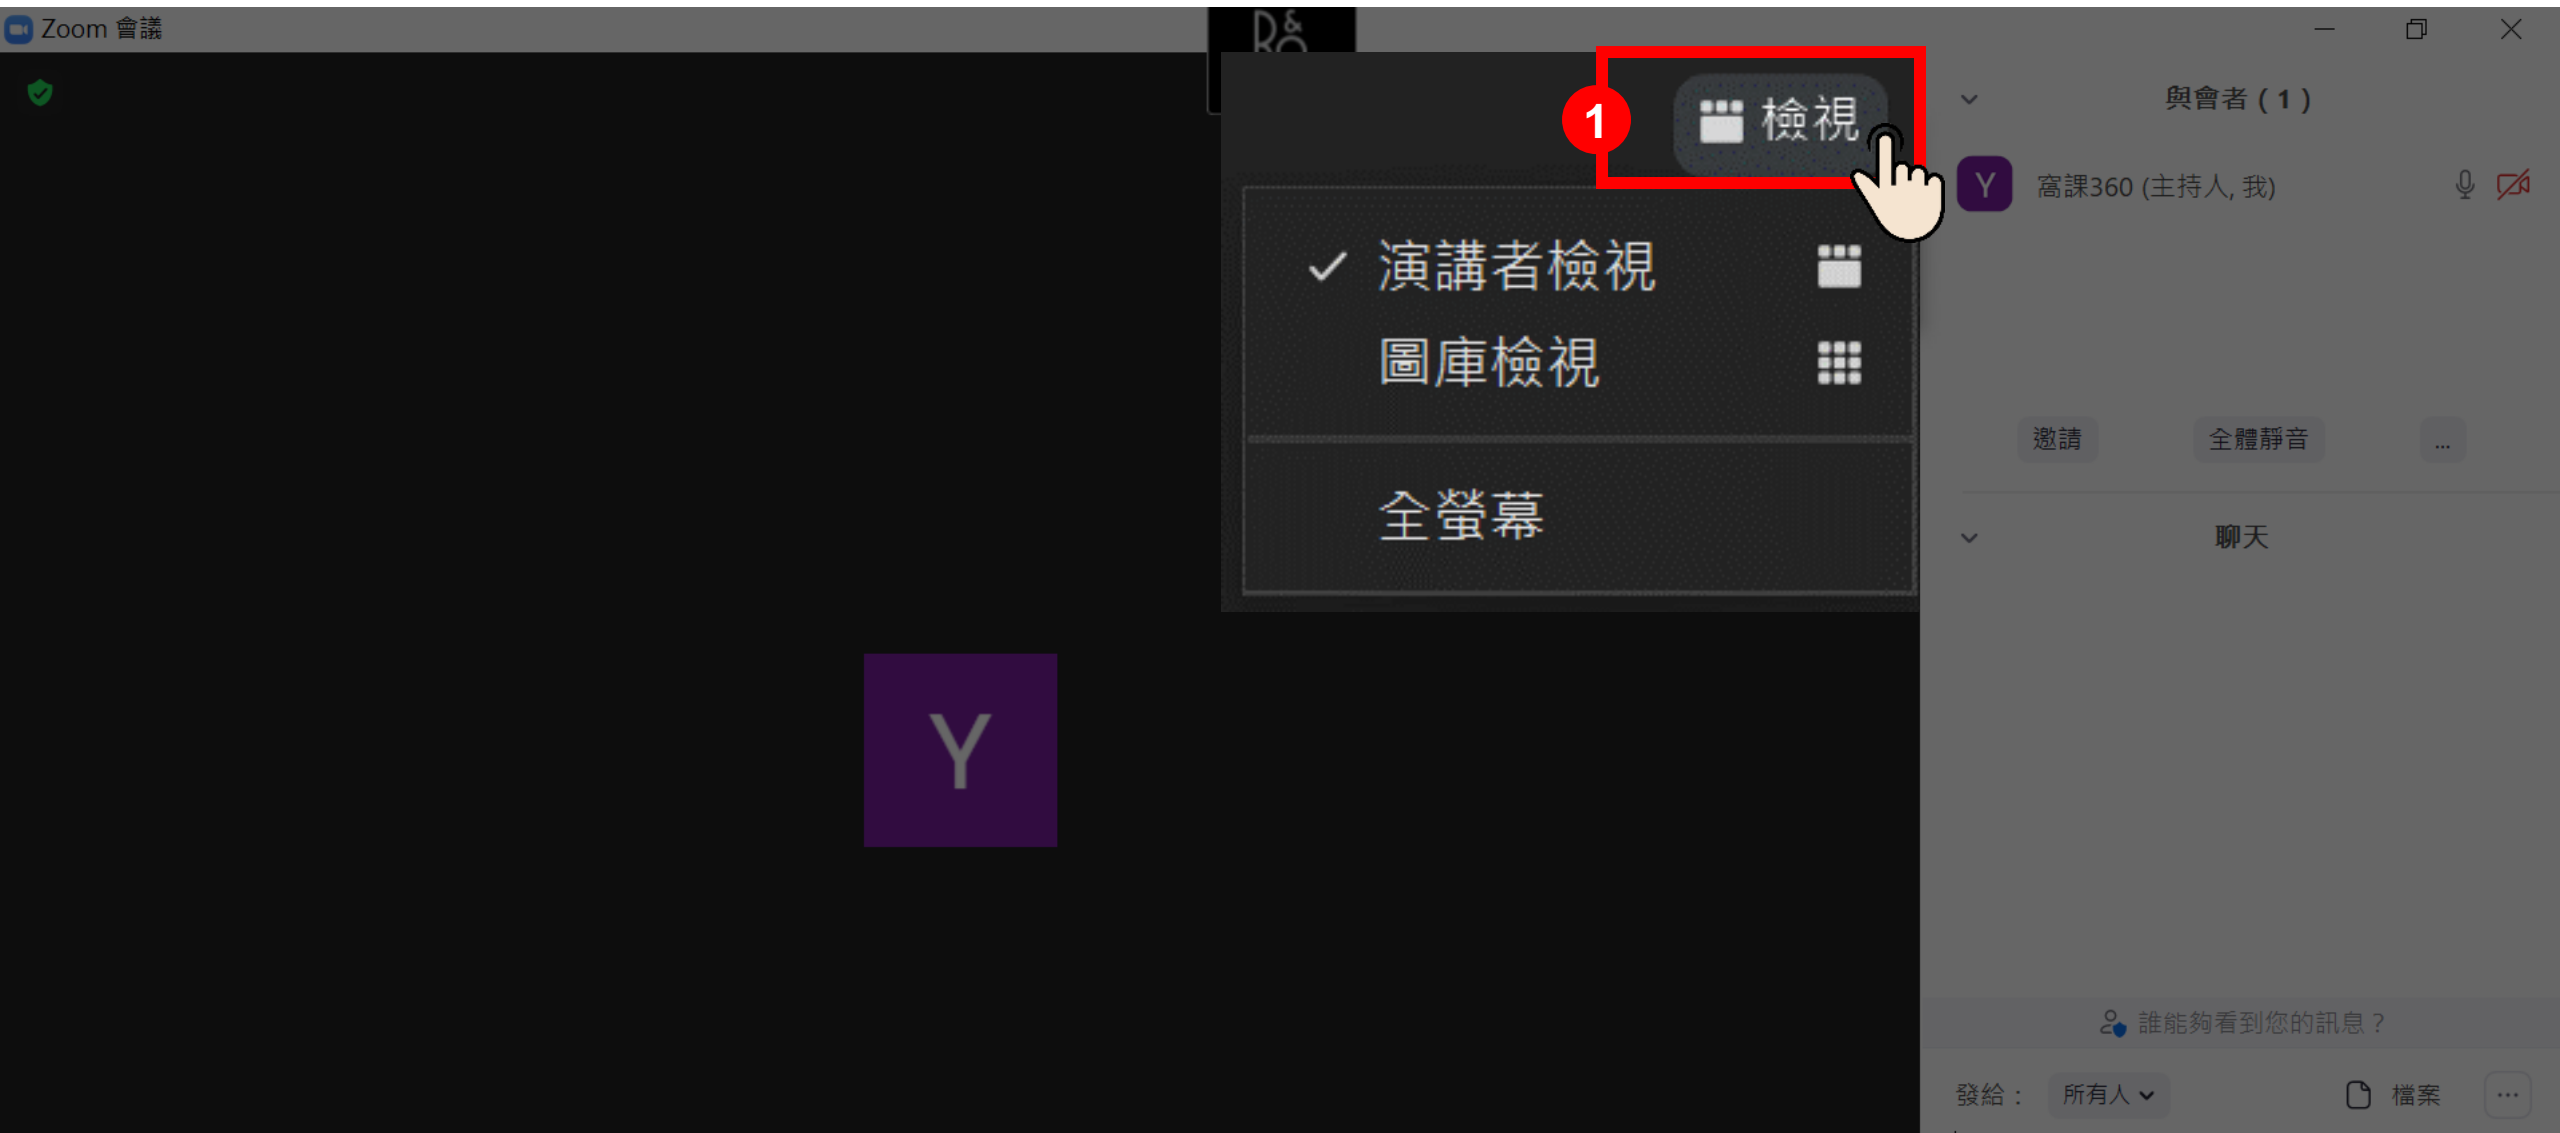 Zoom 會議
B&O
1
檢視
演講者檢視
圖庫檢視
全螢幕
Y
與會者 ( 1 )
Y
窩課360 (主持人, 我)
邀請
全體靜音
...
聊天
誰能夠看到您的訊息？
發給：
所有人
檔案
...